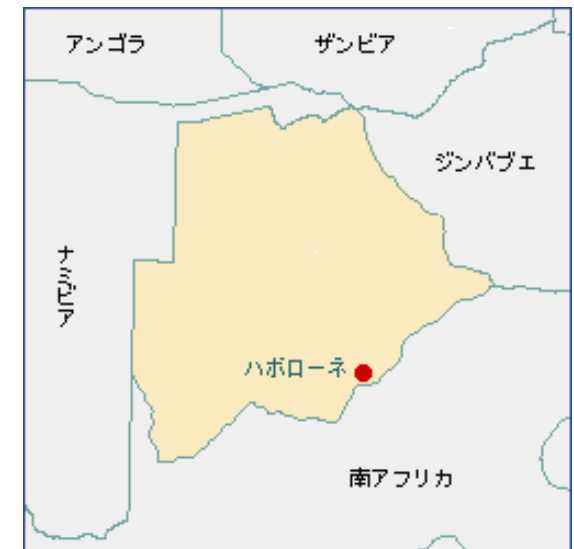 アンゴラ
ザンビア
ジンバブエ
ナミビア
ハボローネ
南アフリカ